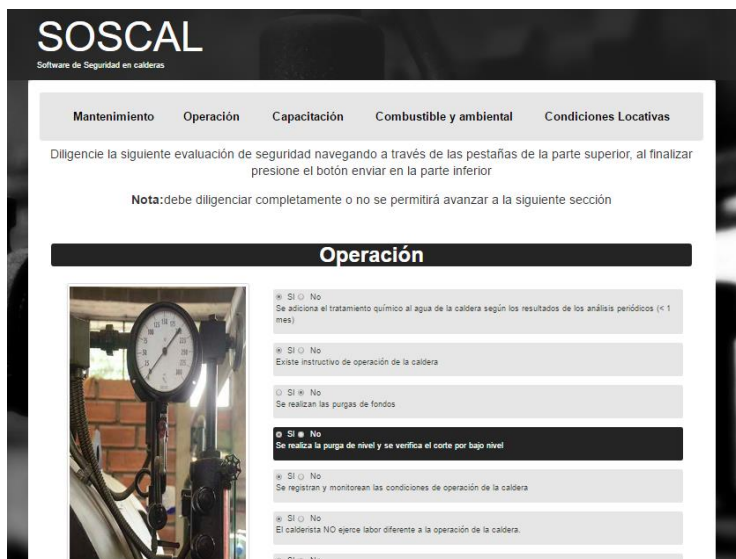 SOSCAL
Software de Seguridad en calderas
Mantenimiento Operación Capacitación Combustible y ambiental Condiciones Locativas
Diligencie la siguiente evaluación de seguridad navegando a través de las pestañas de la parte superior, al finalizar
presione el botón enviar en la parte inferior
Nota:debe diligenciar completamente o no se permitirá avanzar a la siguiente sección
Operación
SI No
Se adiciona el tratamiento químico al agua de la caldera según los resultados de los análisis periódicos (< 1
mes)
SI No
Existe instructivo de operación de la caldera
SI No
Se realizan las purgas de fondos
SI No
Se realiza la purga de nivel y se verifica el corte por bajo nivel
SI No
Se registran y monitorean las condiciones de operación de la caldera
SI No
El calderista NO ejerce labor diferente a la operación de la caldera.